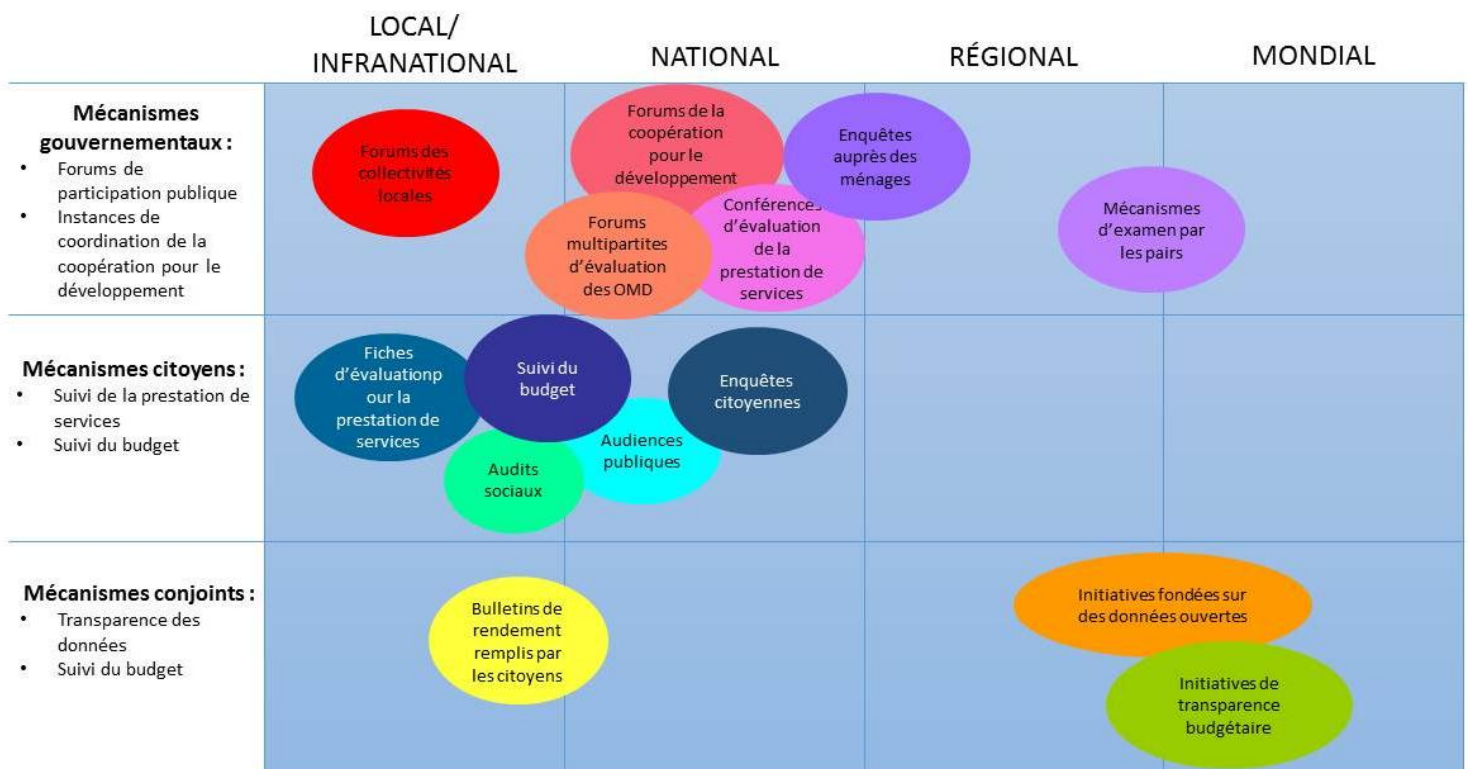 LOCAL/
INFRANATIONAL
NATIONAL
RÉGIONAL
MONDIAL
Mécanismes
gouvernementaux :
• Forums de
participation publique
• Instances de
coordination de la
coopération pour le
développement
Forums des
collectivités
locales
Forums de la
coopération
pour le
développement
Enquêtes
auprès des
ménages
Forums
multipartites
d'évaluation
des OMD
Conférences
d'évaluation
de la
prestation de
services
Mécanismes
d'examen par
les pairs
Mécanismes citoyens :
• Suivi de la prestation de
services
• Suivi du budget
Fiches
d'évaluationp
our la
prestation de
services
Suivi du
budget
Enquêtes
citoyennes
Audits
sociaux
Audiences
publiques
Mécanismes conjoints :
• Transparence des
données
• Suivi du budget
Bulletins de
rendement
remplis par
les citoyens
Initiatives fondées sur
des données ouvertes
Initiatives de
transparence
budgétaire